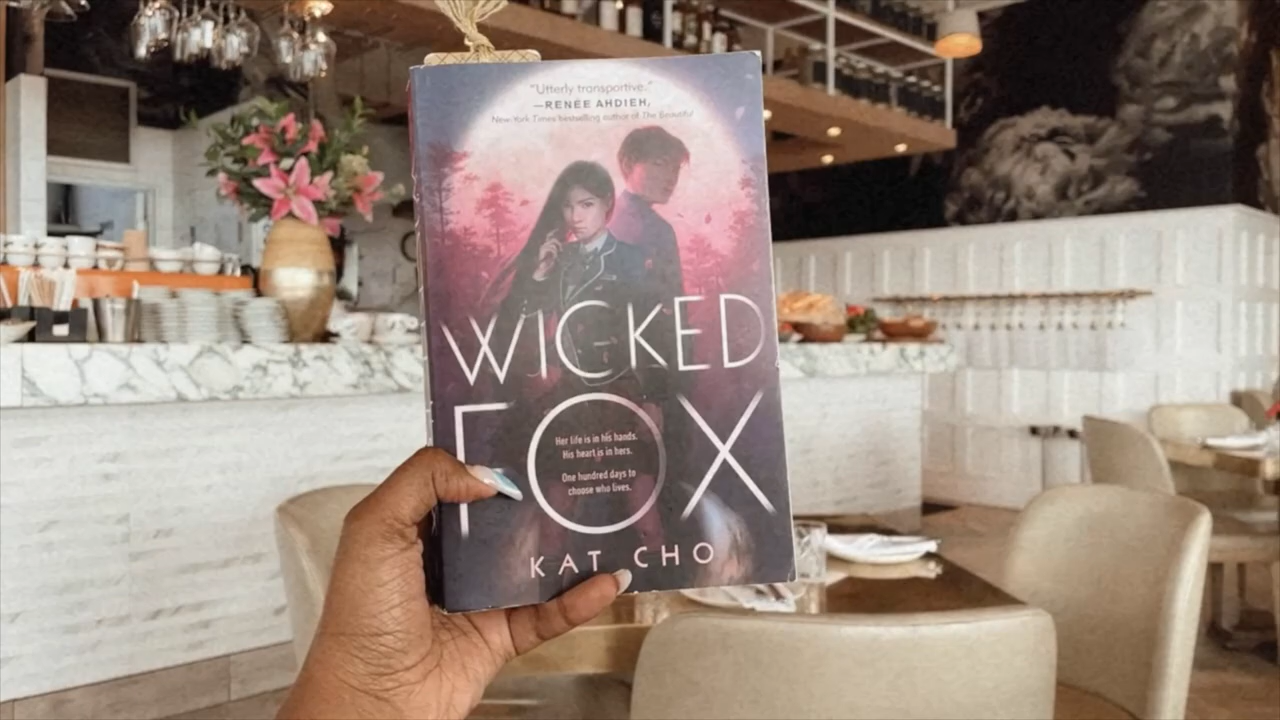 "Utterly transportive."
—RENÉE AHDIEH,
New York Times bestselling author of The Beautiful
WICKED
FOX
Her life is in his hands.
His heart is in hers.
One hundred days to
choose who lives.
KAT CHO